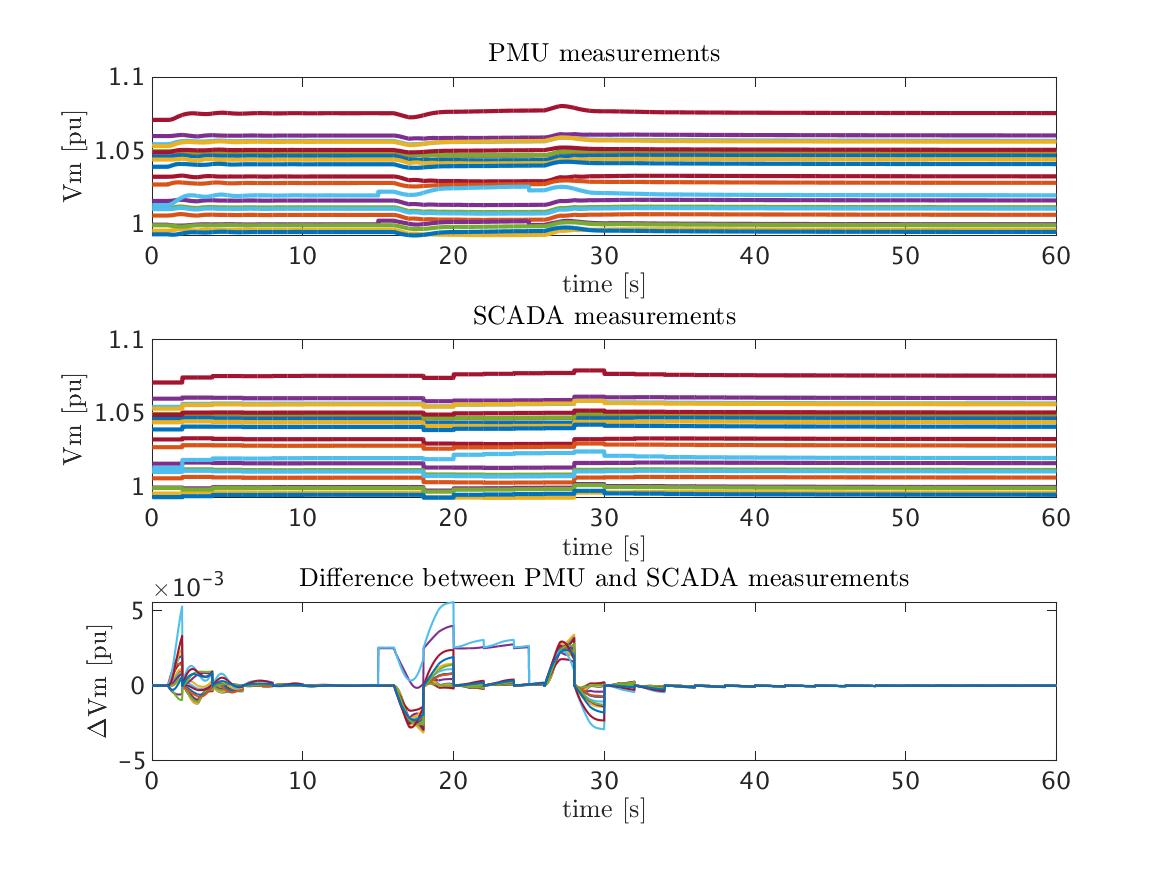 PMU measurements
1.1
1.05
1
Vm [pu]
0 10 20 30 40 50 60
time [s]
SCADA measurements
1.1
1.05
1
Vm [pu]
0 10 20 30 40 50 60
time [s]
Difference between PMU and SCADA measurements
×10⁻³
5
0
-5
ΔVm [pu]
0 10 20 30 40 50 60
time [s]